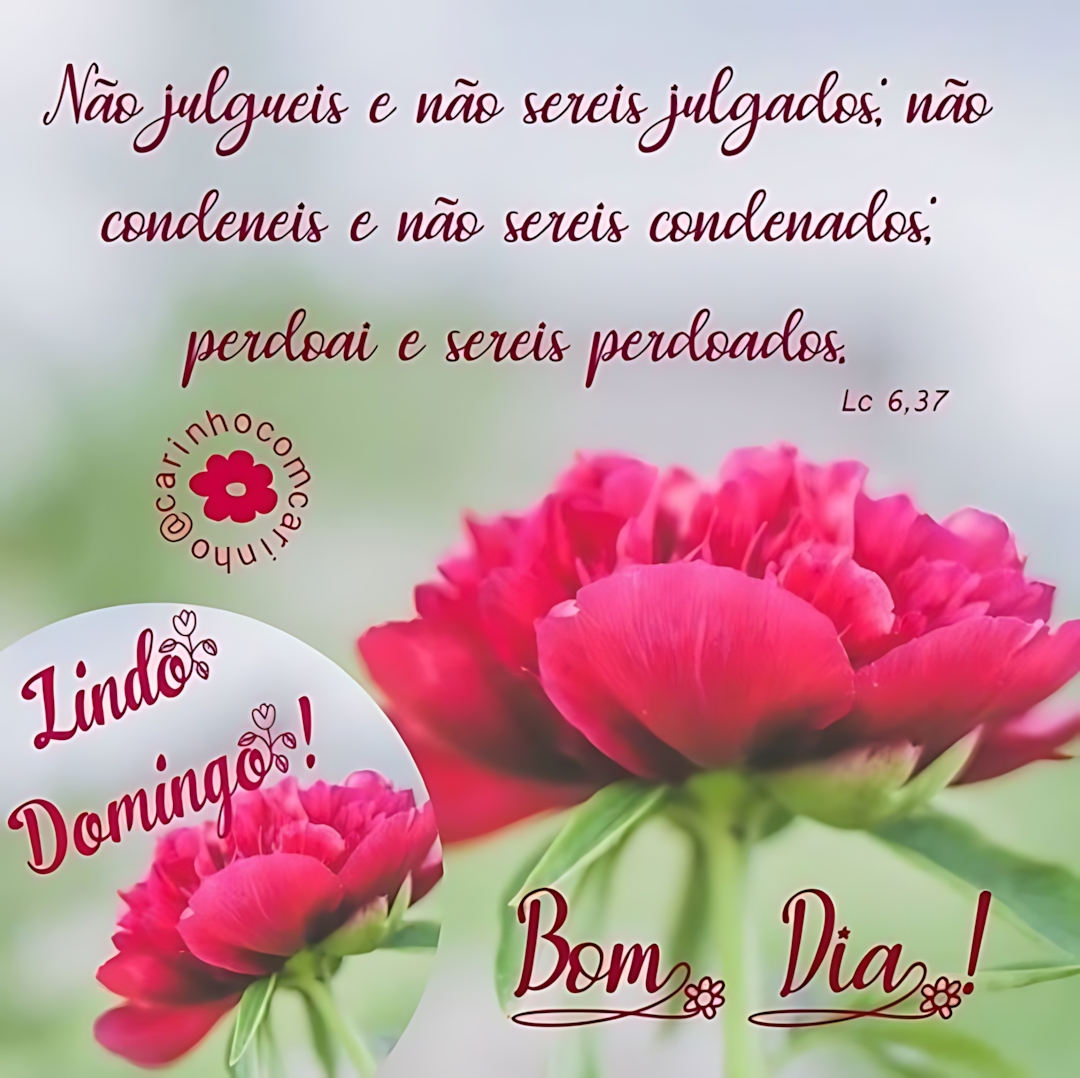 Não julgueis e não sereis julgados; não
condeneis e não sereis condenados;
perdoai e sereis perdoados.
Lc 6,37
@carinhocomcarinho
Lindo
Domingo!
Bom Dia!